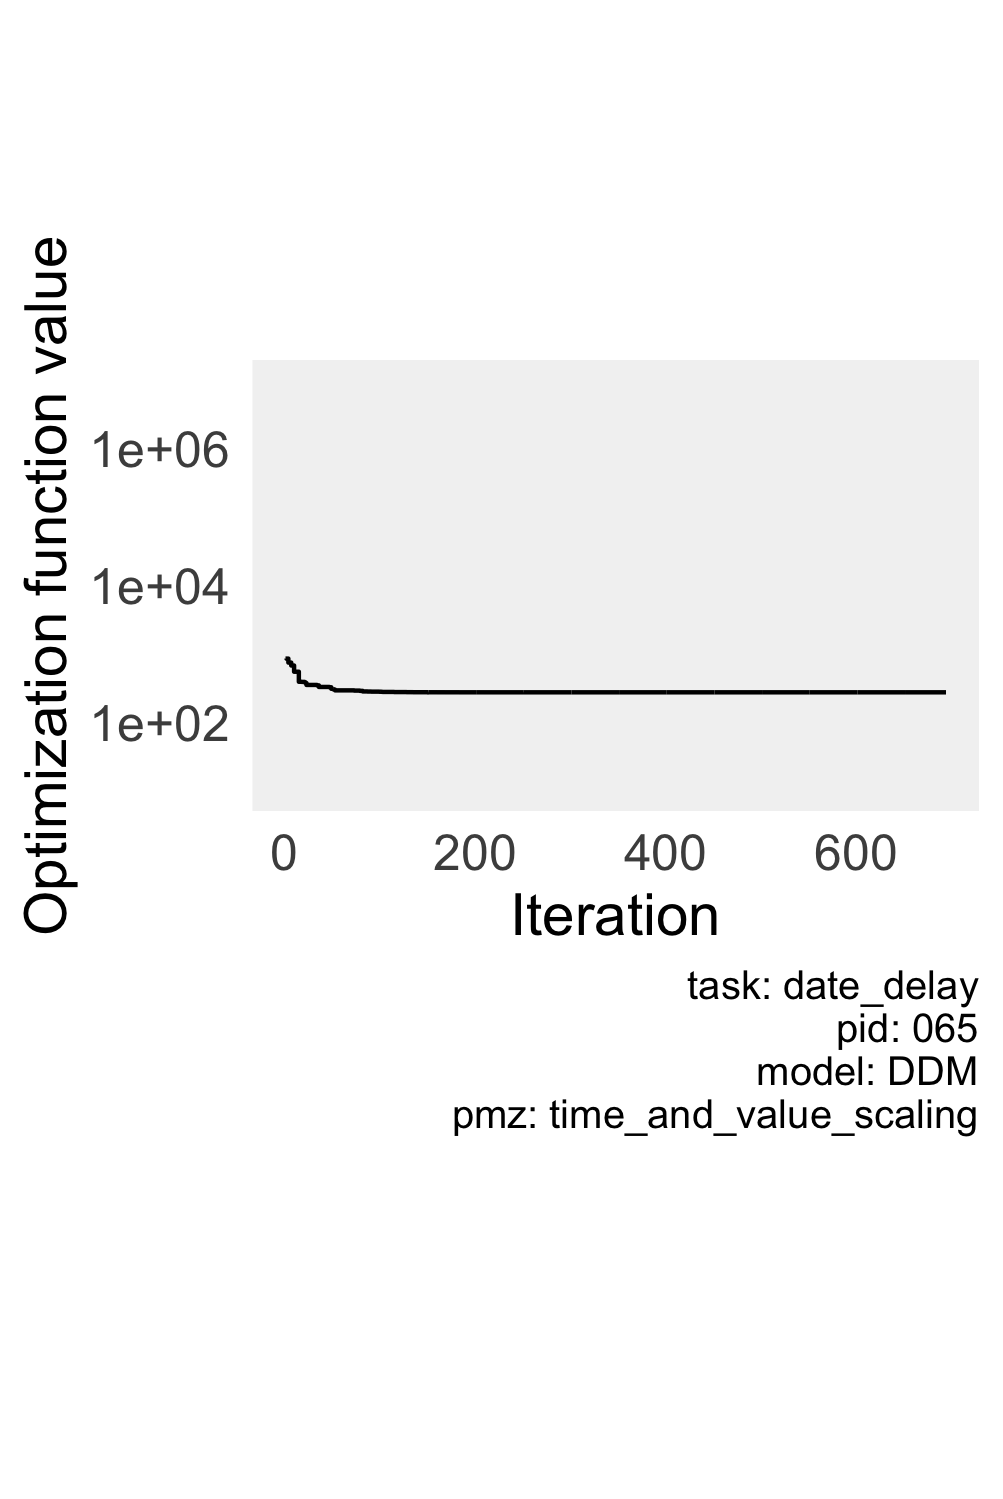 Optimization function value
1e+06
1e+04
1e+02
0 200 400 600
Iteration
task: date_delay
pid: 065
model: DDM
pmz: time_and_value_scaling